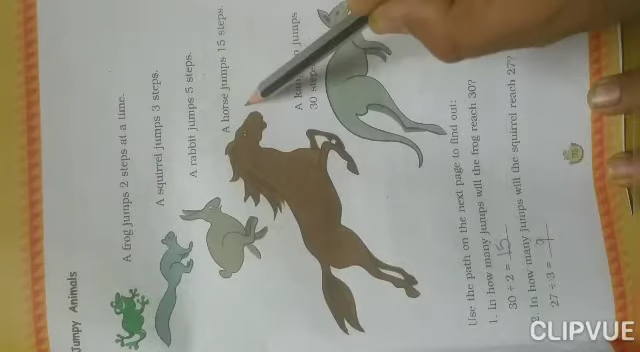 Jumpy Animals
A frog jumps 2 steps at a time.
A squirrel jumps 3 steps.
A rabbit jumps 5 steps.
A horse jumps 15 steps.
jumps
30
Use the path on the next page to find out:
1. In how many jumps will the frog reach 30?
30 ÷ 2 = 15
2. In how many jumps will the squirrel reach 27?
27 ÷ 3 = 9
CLIPVUE